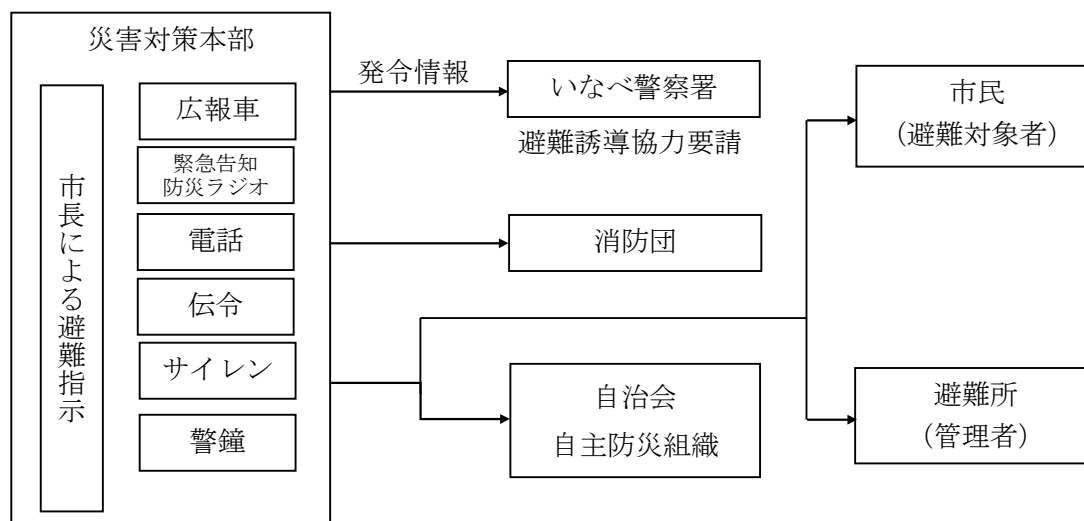 災害対策本部
市長による避難指示
広報車
緊急告知
防災ラジオ
電話
伝令
サイレン
警鐘
発令情報
いなべ警察署
避難誘導協力要請
消防団
自治会
自主防災組織
市民
(避難対象者)
避難所
(管理者)